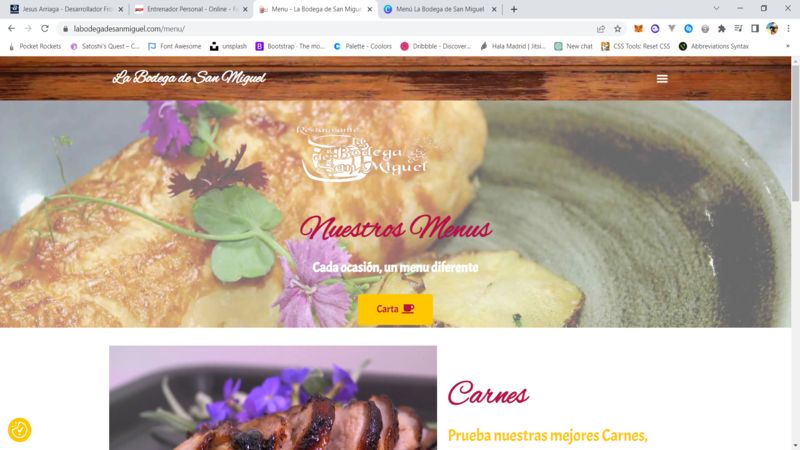 Jesus Arriaga - Desarrollador Fro
Entrenador Personal - Online - Fa
Menu - La Bodega de San Migue
Menú La Bodega de San Miguel
labodegadesanmiguel.com/menu/
Pocket Rockets
Satoshi's Quest – C...
Font Awesome
unsplash
Bootstrap · The mo...
Palette - Coolors
Dribbble - Discover...
Hala Madrid | Jitsi...
New chat
CSS Tools: Reset CSS
Abbreviations Syntax
»
La Bodega de San Miguel
Restaurante
la
Bodega
de
San Miguel
Nuestros Menus
Cada ocasión, un menu diferente
Carta
Carnes
Prueba nuestras mejores Carnes,